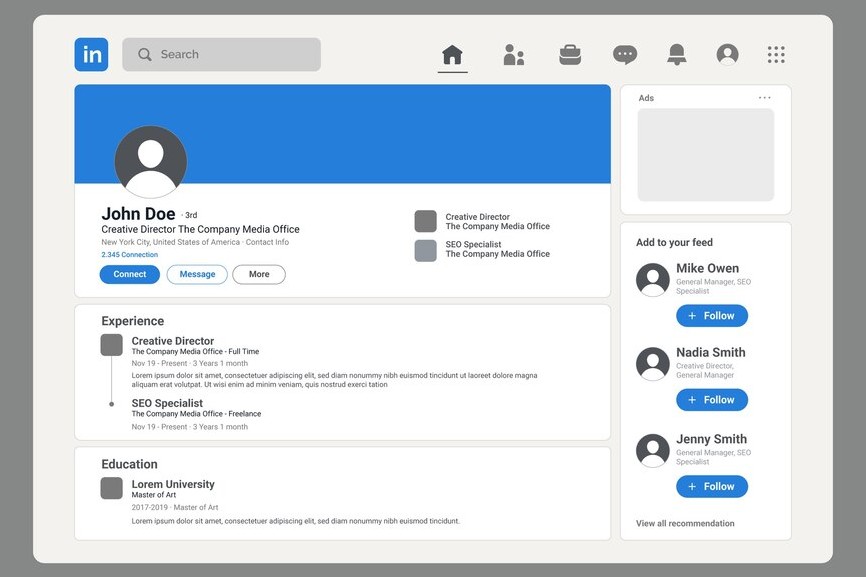 in
Search
John Doe · 3rd
Creative Director The Company Media Office
New York City, United States of America · Contact Info
2.345 Connection
Connect
Message
More
Creative Director
The Company Media Office
SEO Specialist
The Company Media Office
Experience
Creative Director
The Company Media Office - Full Time
Nov 19 - Present · 3 Years 1 month
Lorem ipsum dolor sit amet, consectetuer adipiscing elit, sed diam nonummy nibh euismod tincidunt ut laoreet dolore magna
aliquam erat volutpat. Ut wisi enim ad minim veniam, quis nostrud exerci tation
SEO Specialist
The Company Media Office - Freelance
Nov 19 - Present · 3 Years 1 month
Education
Lorem University
Master of Art
2017-2019 · Master of Art
Lorem ipsum dolor sit amet, consectetuer adipiscing elit, sed diam nonummy nibh euismod tincidunt.
Ads
Add to your feed
Mike Owen
General Manager, SEO
Specialist
+ Follow
Nadia Smith
Creative Director,
General Manager
+ Follow
Jenny Smith
General Manager, SEO
Specialist
+ Follow
View all recommendation